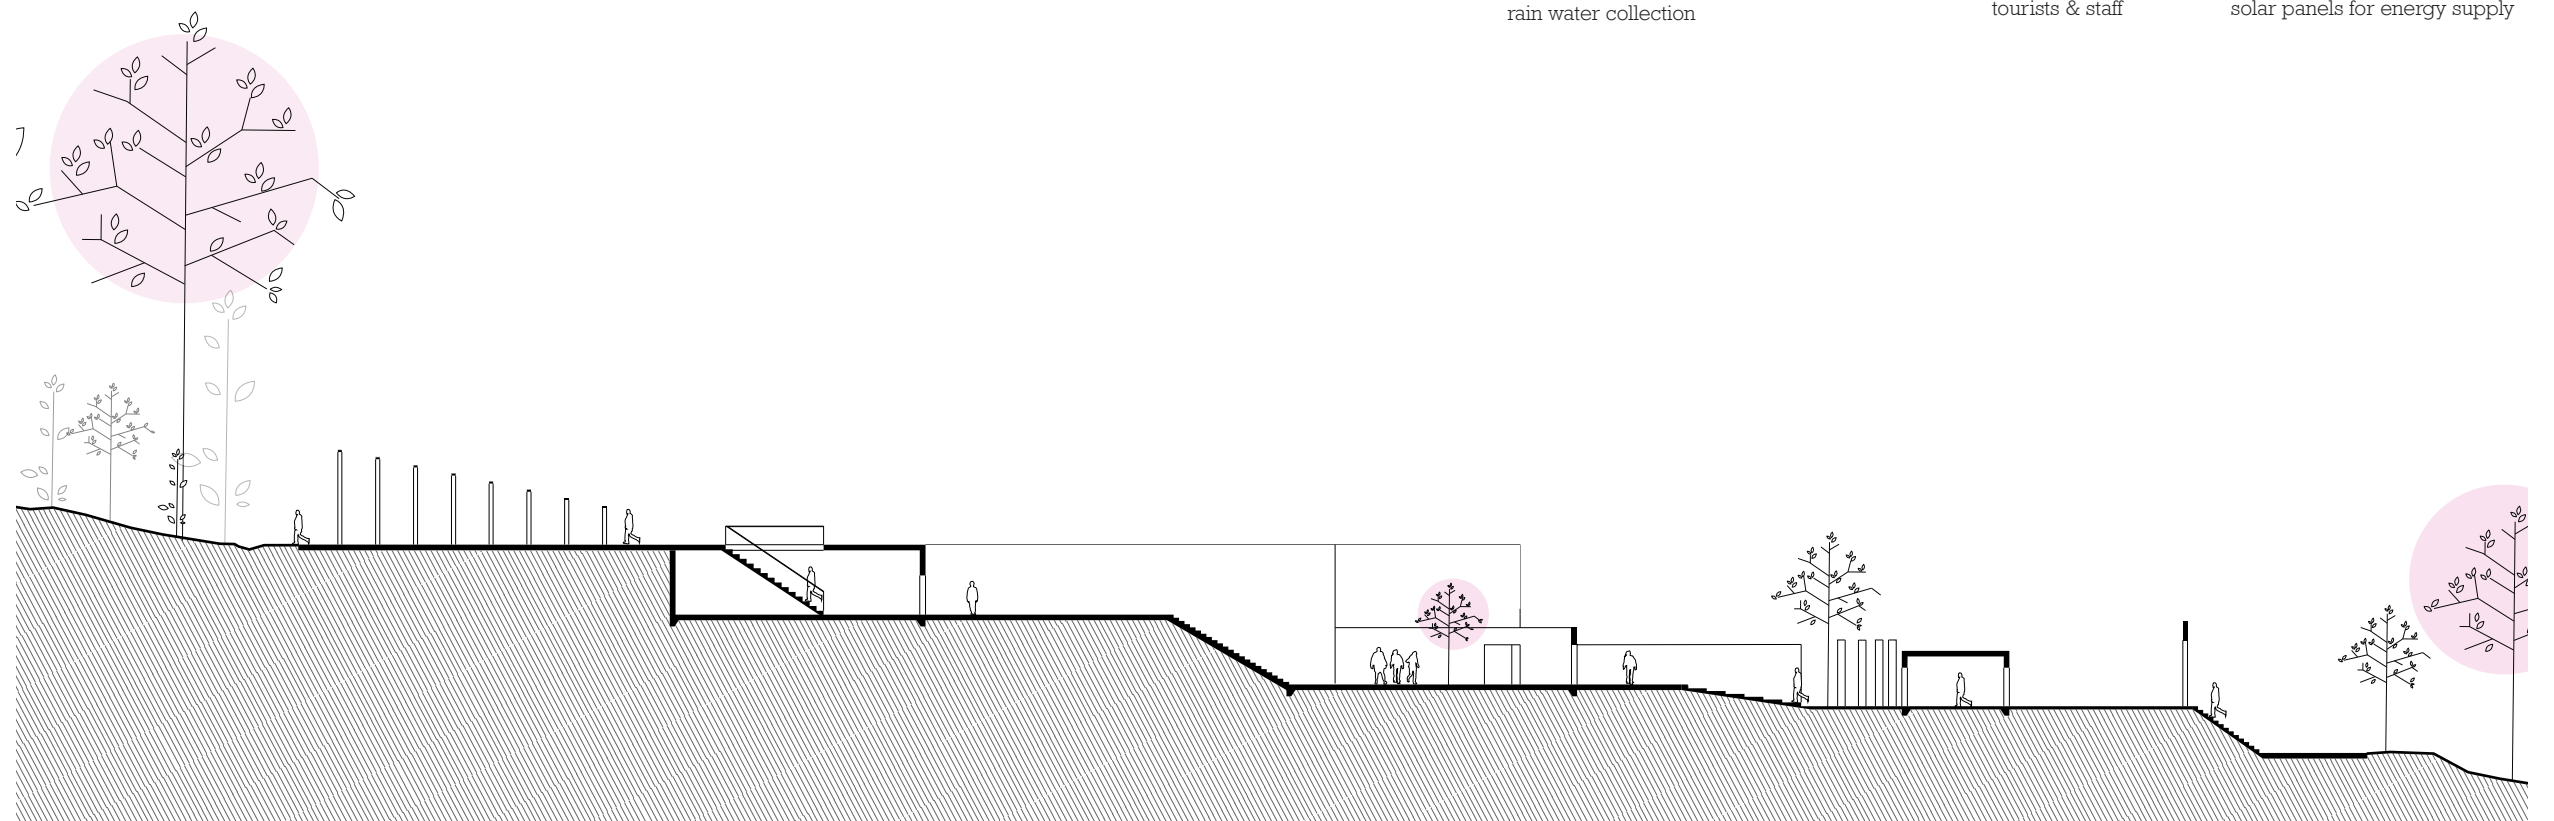 rain water collection
tourists & staff
solar panels for energy supply